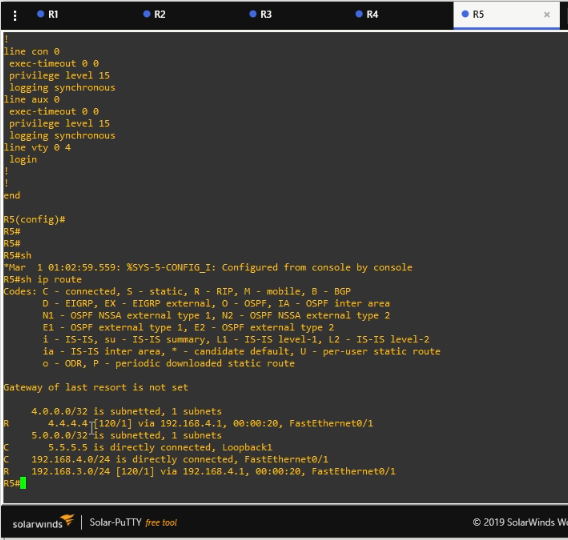 R1 R2 R3 R4 R5 ×
!
line con 0
 exec-timeout 0 0
 privilege level 15
 logging synchronous
line aux 0
 exec-timeout 0 0
 privilege level 15
 logging synchronous
line vty 0 4
 login
!
!
end
R5(config)#
R5#
R5#
R5#sh
*Mar  1 01:02:59.559: %SYS-5-CONFIG_I: Configured from console by console
R5#sh ip route
Codes: C - connected, S - static, R - RIP, M - mobile, B - BGP
       D - EIGRP, EX - EIGRP external, O - OSPF, IA - OSPF inter area
       N1 - OSPF NSSA external type 1, N2 - OSPF NSSA external type 2
       E1 - OSPF external type 1, E2 - OSPF external type 2
       i - IS-IS, su - IS-IS summary, L1 - IS-IS level-1, L2 - IS-IS level-2
       ia - IS-IS inter area, * - candidate default, U - per-user static route
       o - ODR, P - periodic downloaded static route
Gateway of last resort is not set
     4.0.0.0/32 is subnetted, 1 subnets
R       4.4.4.4 [120/1] via 192.168.4.1, 00:00:20, FastEthernet0/1
     5.0.0.0/32 is subnetted, 1 subnets
C       5.5.5.5 is directly connected, Loopback1
C    192.168.4.0/24 is directly connected, FastEthernet0/1
R    192.168.3.0/24 [120/1] via 192.168.4.1, 00:00:20, FastEthernet0/1
R5#
solarwinds Solar-PuTTY free tool © 2019 SolarWinds